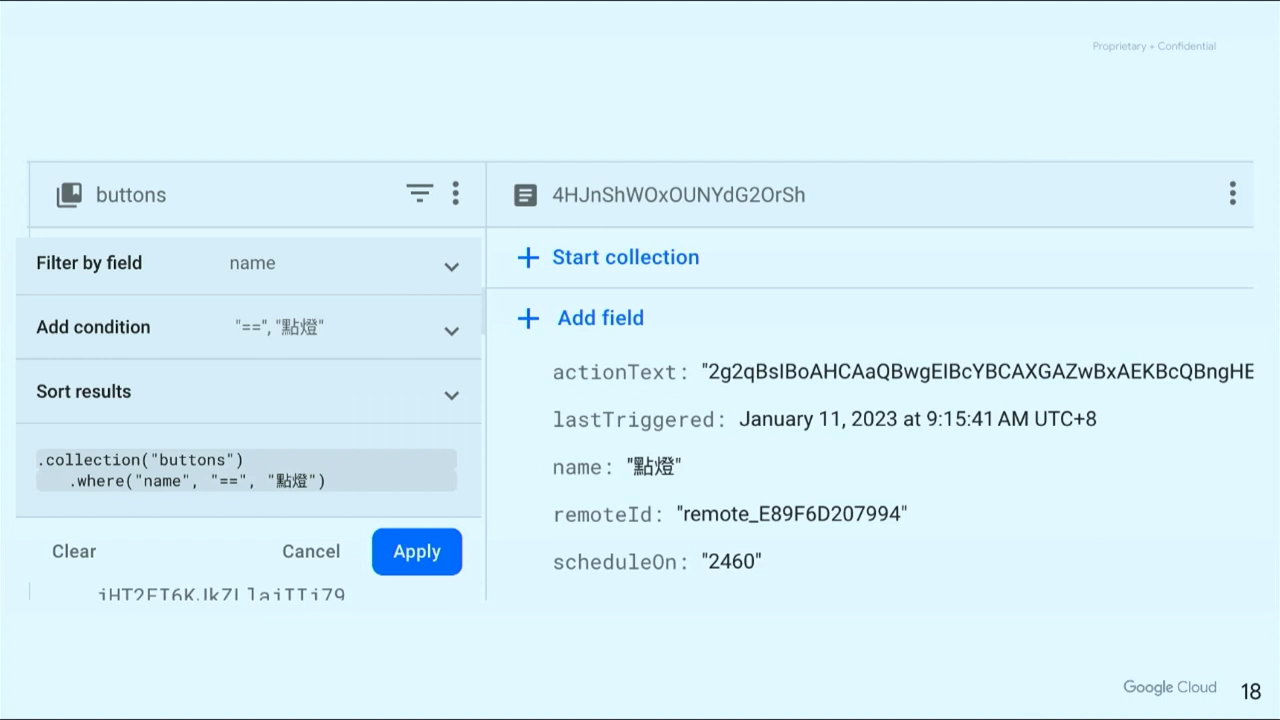 Proprietary + Confidential
buttons
Filter by field name
Add condition "==", "點燈"
Sort results
.collection("buttons")
.where("name", "==", "點燈")
Clear Cancel Apply
4HJnShWOxOUNYdG2OrSh
+ Start collection
+ Add field
lastTriggered: January 11, 2023 at 9:15:41 AM UTC+8
name: "點燈"
remoteId: "remote_E89F6D207994"
scheduleOn: "2460"
actionText:
Google Cloud
18